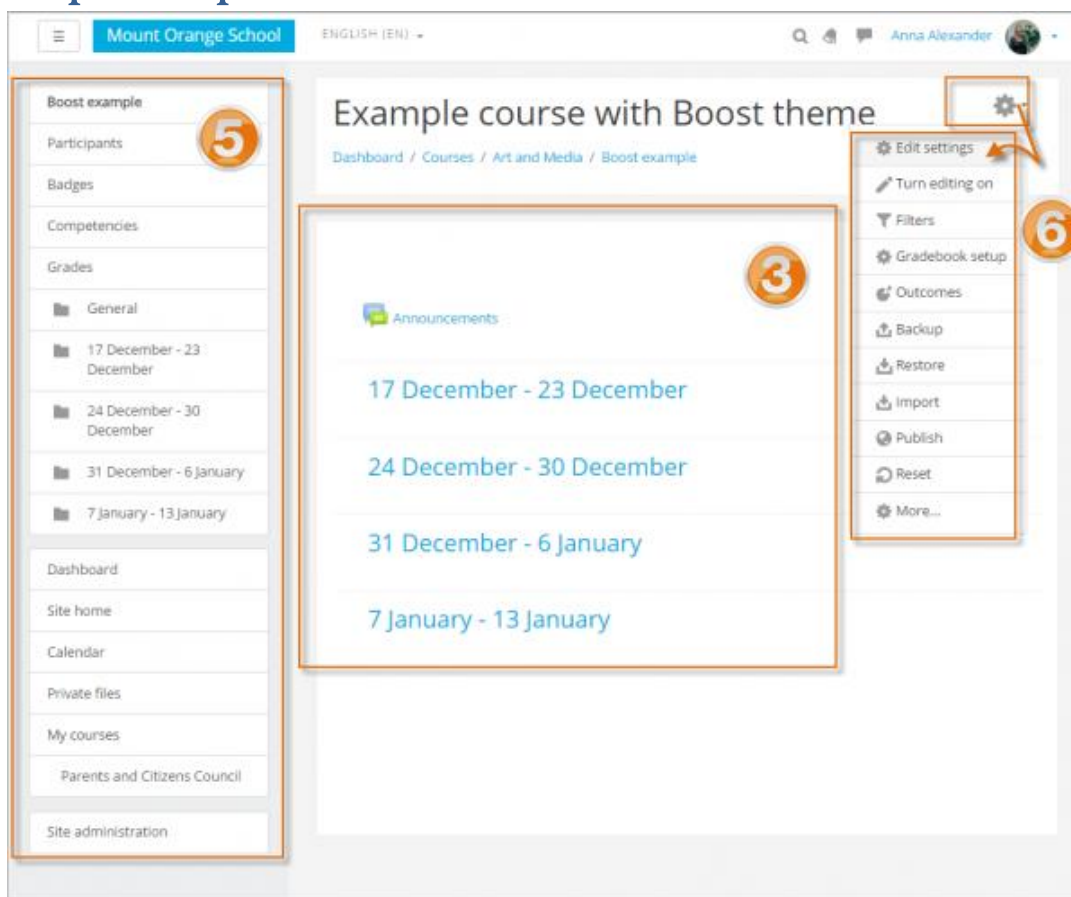 Mount Orange School
ENGLISH (EN)
Anna Alexander
Boost example
Participants
Badges
Competencies
Grades
General
17 December - 23
December
24 December - 30
December
31 December - 6 January
7 January - 13 January
Dashboard
Site home
Calendar
Private files
My courses
Parents and Citizens Council
Site administration
5
Example course with Boost theme
Dashboard / Courses / Art and Media / Boost example
3
Announcements
17 December - 23 December
24 December - 30 December
31 December - 6 January
7 January - 13 January
Edit settings
Turn editing on
Filters
Gradebook setup
Outcomes
Backup
Restore
Import
Publish
Reset
More...
6